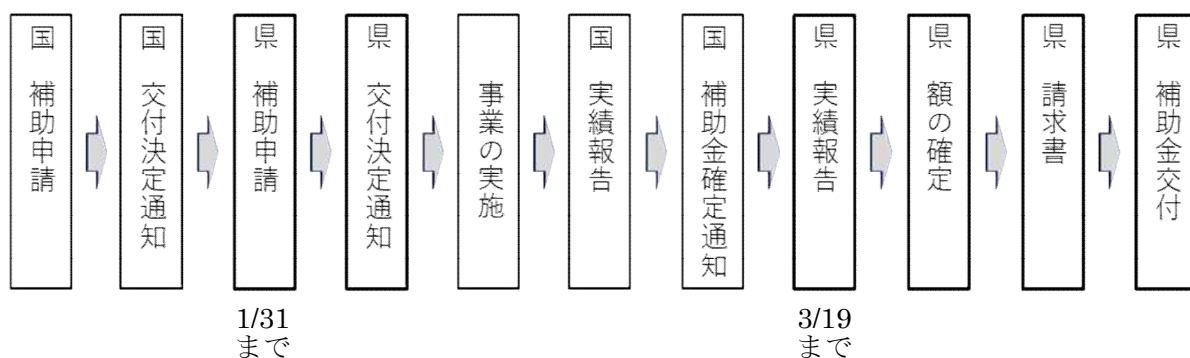 国　補助申請
国　交付決定通知
県　補助申請
県　交付決定通知
事業の実施
国　実績報告
国　補助金確定通知
県　実績報告
県　額の確定
県　請求書
県　補助金交付
1/31
まで
3/19
まで